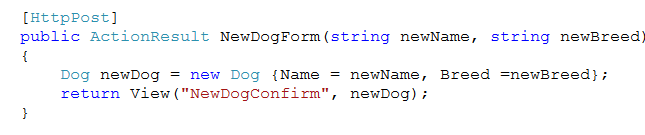 [HttpPost]
public ActionResult NewDogForm(string newName, string newBreed)
{
    Dog newDog = new Dog {Name = newName, Breed =newBreed};
    return View("NewDogConfirm", newDog);
}